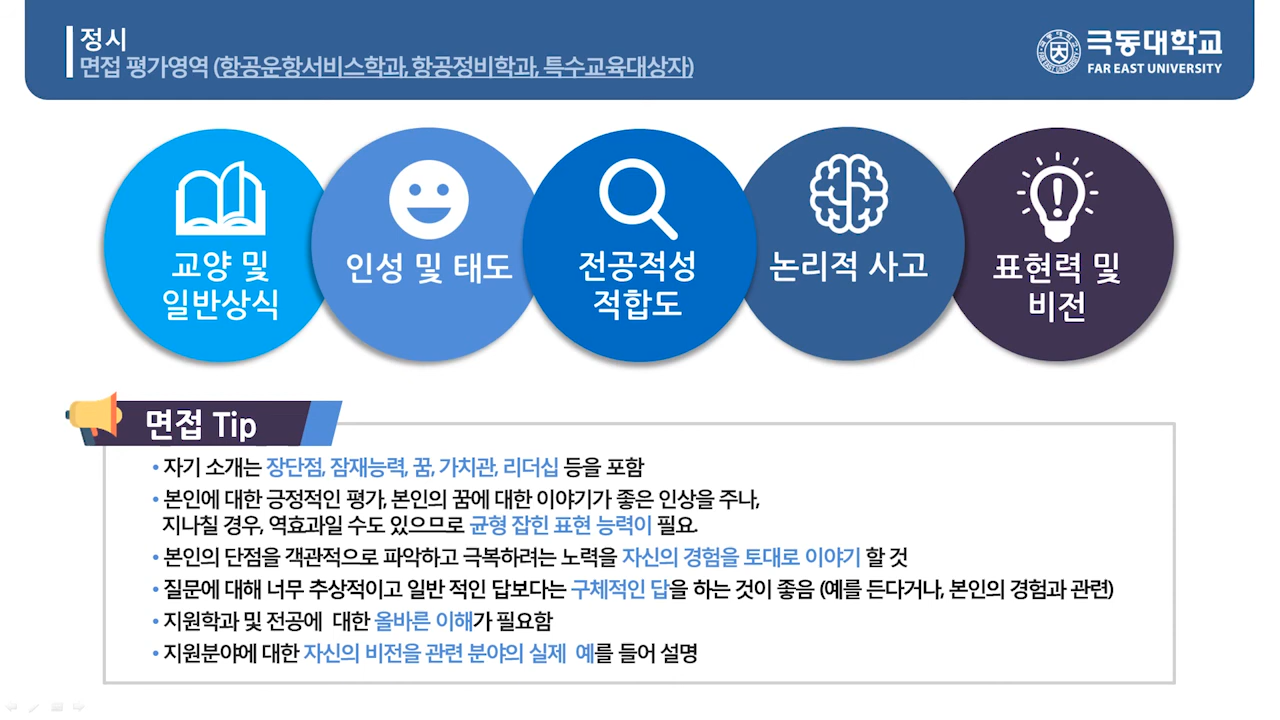 정시
면접 평가영역 (항공운항서비스학과, 항공정비학과, 특수교육대상자)
극동대학교
FAR EAST UNIVERSITY
교양 및
일반상식
인성 및 태도
전공적성
적합도
논리적 사고
표현력 및
비전
면접 Tip
• 자기 소개는 장단점, 잠재능력, 꿈, 가치관, 리더십 등을 포함
• 본인에 대한 긍정적인 평가, 본인의 꿈에 대한 이야기가 좋은 인상을 주나,
지나칠 경우, 역효과일 수도 있으므로 균형 잡힌 표현 능력이 필요.
• 본인의 단점을 객관적으로 파악하고 극복하려는 노력을 자신의 경험을 토대로 이야기 할 것
• 질문에 대해 너무 추상적이고 일반 적인 답보다는 구체적인 답을 하는 것이 좋음 (예를 든다거나, 본인의 경험과 관련)
• 지원학과 및 전공에 대한 올바른 이해가 필요함
• 지원분야에 대한 자신의 비전을 관련 분야의 실제 예를 들어 설명